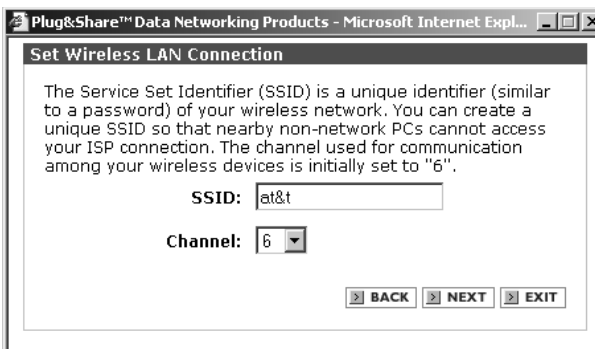 Plug&Share™ Data Networking Products - Microsoft Internet Expl...
Set Wireless LAN Connection
The Service Set Identifier (SSID) is a unique identifier (similar
to a password) of your wireless network. You can create a
unique SSID so that nearby non-network PCs cannot access
your ISP connection. The channel used for communication
among your wireless devices is initially set to "6".
SSID: at&t
Channel: 6
BACK NEXT EXIT